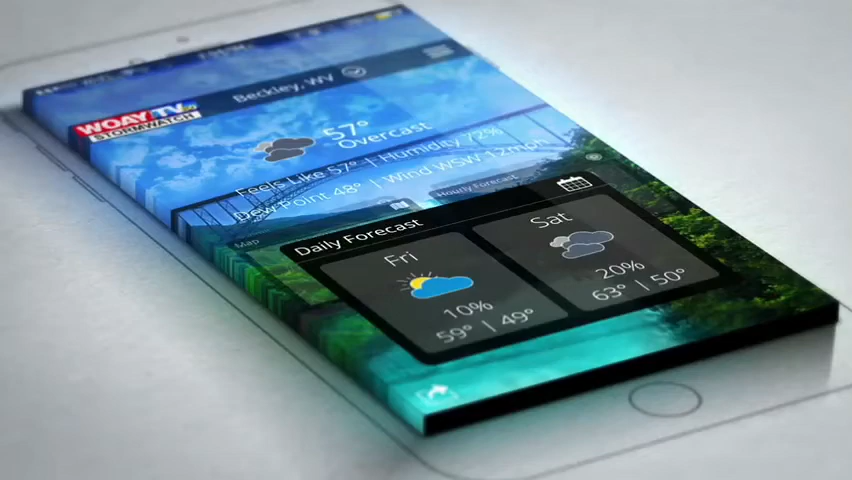 Beckley, WV
WOAY TV
STORMWATCH
57°
Overcast
Feels Like 57° | Humidity 72%
Dew Point 48° | Wind WSW 2mph
Map
Hourly Forecast
Daily Forecast
Fri
10%
59° | 49°
Sat
20%
63° | 50°